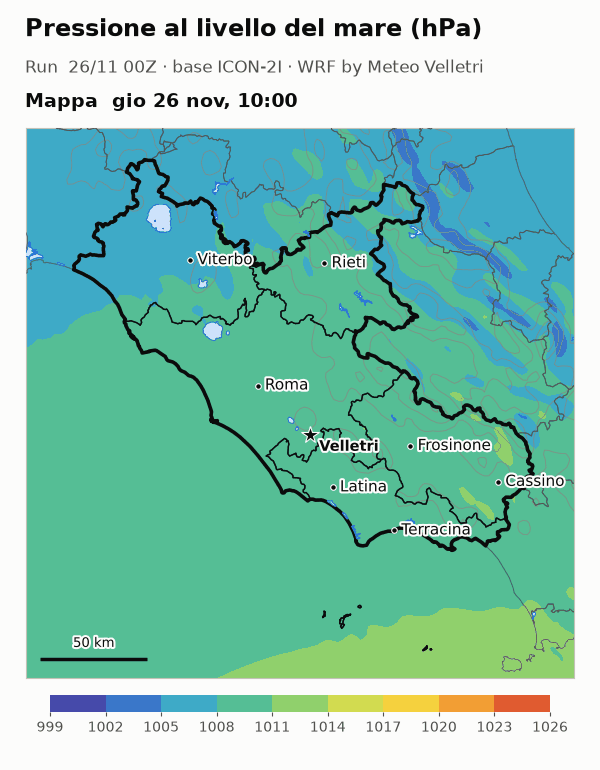 Pressione al livello del mare (hPa)
Run 26/11 00Z · base ICON-2I · WRF by Meteo Velletri
Mappa gio 26 nov, 10:00
Viterbo
Rieti
Roma
Velletri
Frosinone
Latina
Cassino
Terracina
50 km
999 1002 1005 1008 1011 1014 1017 1020 1023 1026